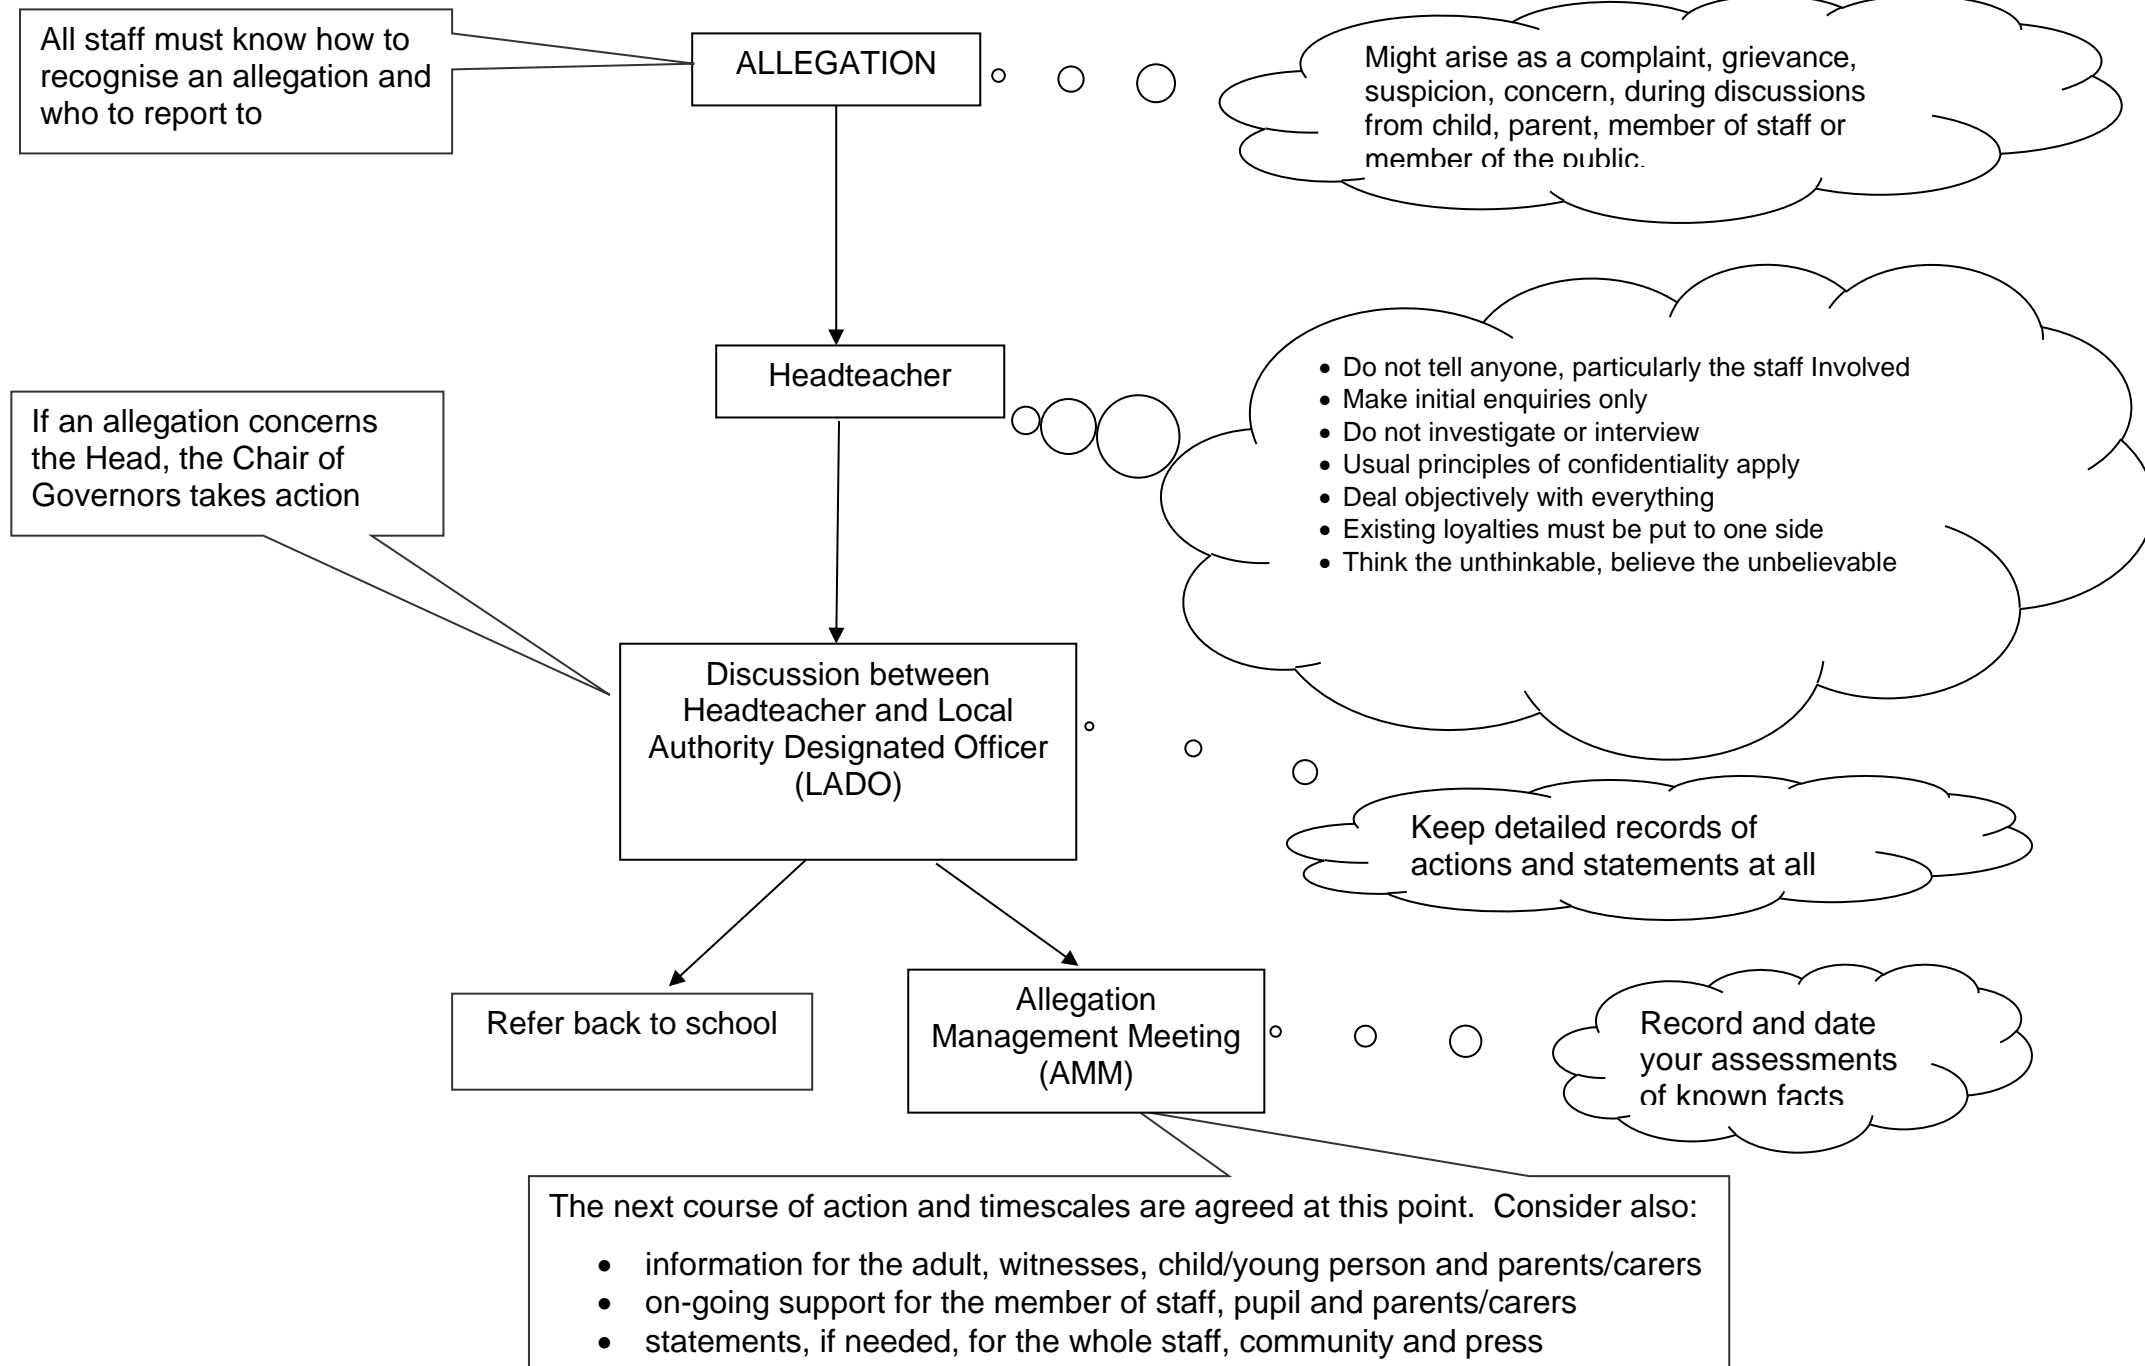 All staff must know how to
recognise an allegation and
who to report to
ALLEGATION
Might arise as a complaint, grievance,
suspicion, concern, during discussions
from child, parent, member of staff or
member of the public.
Headteacher
• Do not tell anyone, particularly the staff Involved
• Make initial enquiries only
• Do not investigate or interview
• Usual principles of confidentiality apply
• Deal objectively with everything
• Existing loyalties must be put to one side
• Think the unthinkable, believe the unbelievable
If an allegation concerns
the Head, the Chair of
Governors takes action
Discussion between
Headteacher and Local
Authority Designated Officer
(LADO)
Keep detailed records of
actions and statements at all
Refer back to school
Allegation
Management Meeting
(AMM)
Record and date
your assessments
of known facts
The next course of action and timescales are agreed at this point.  Consider also:
• information for the adult, witnesses, child/young person and parents/carers
• on-going support for the member of staff, pupil and parents/carers
• statements, if needed, for the whole staff, community and press